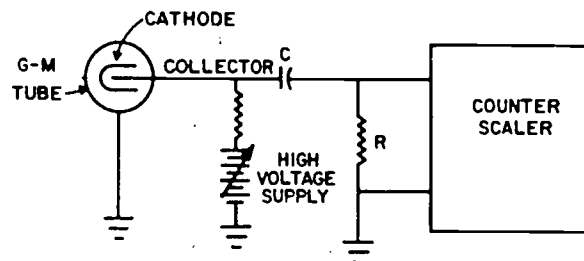 CATHODE
G-M
TUBE
COLLECTOR
C
R
HIGH
VOLTAGE
SUPPLY
COUNTER
SCALER